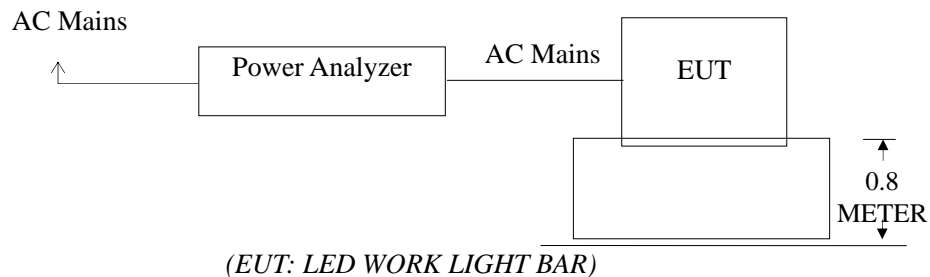 AC Mains
Power Analyzer
AC Mains
EUT
0.8
METER
(EUT: LED WORK LIGHT BAR)